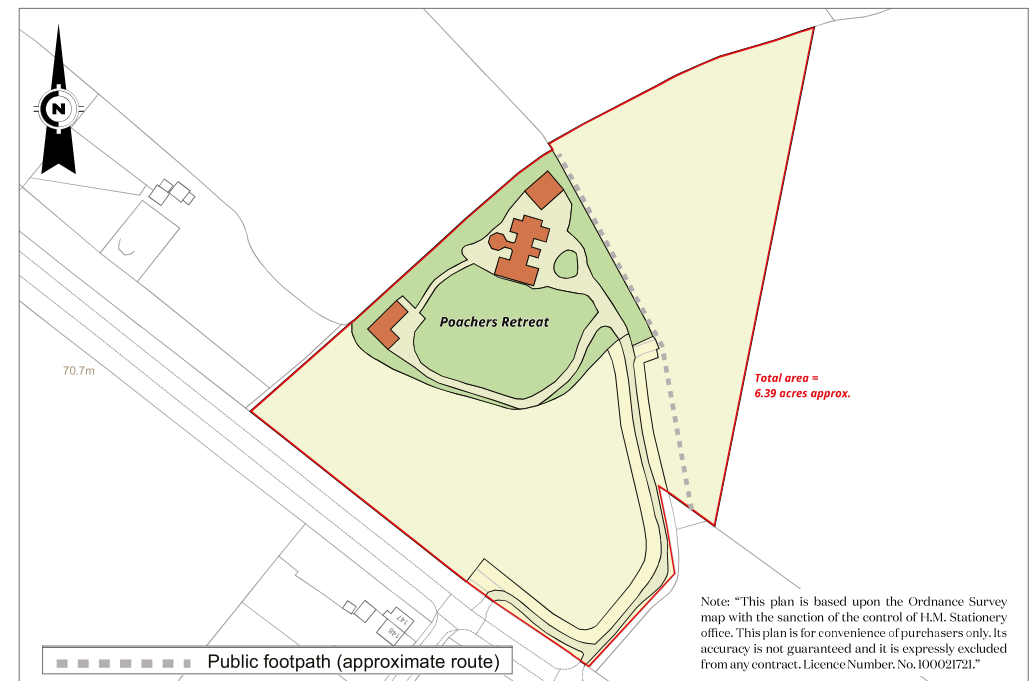 N
Poachers Retreat
70.7m
Total area =
6.39 acres approx.
147
148
Public footpath (approximate route)
Note: “This plan is based upon the Ordnance Survey
map with the sanction of the control of H.M. Stationery
office. This plan is for convenience of purchasers only. Its
accuracy is not guaranteed and it is expressly excluded
from any contract. Licence Number. No. 100021721.”